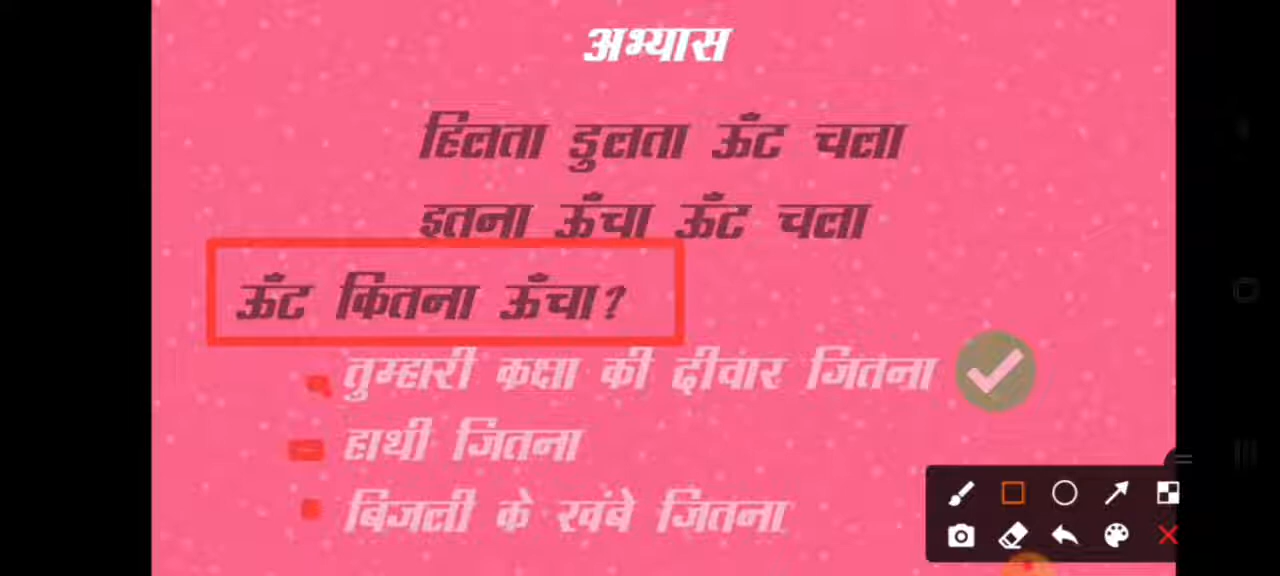 अभ्यास
हिलता डुलता ऊँट चला
इतना ऊँचा ऊँट चला
ऊँट कितना ऊँचा?
तुम्हारी कक्षा की दीवार जितना
हाथी जितना
बिजली के खंबे जितना